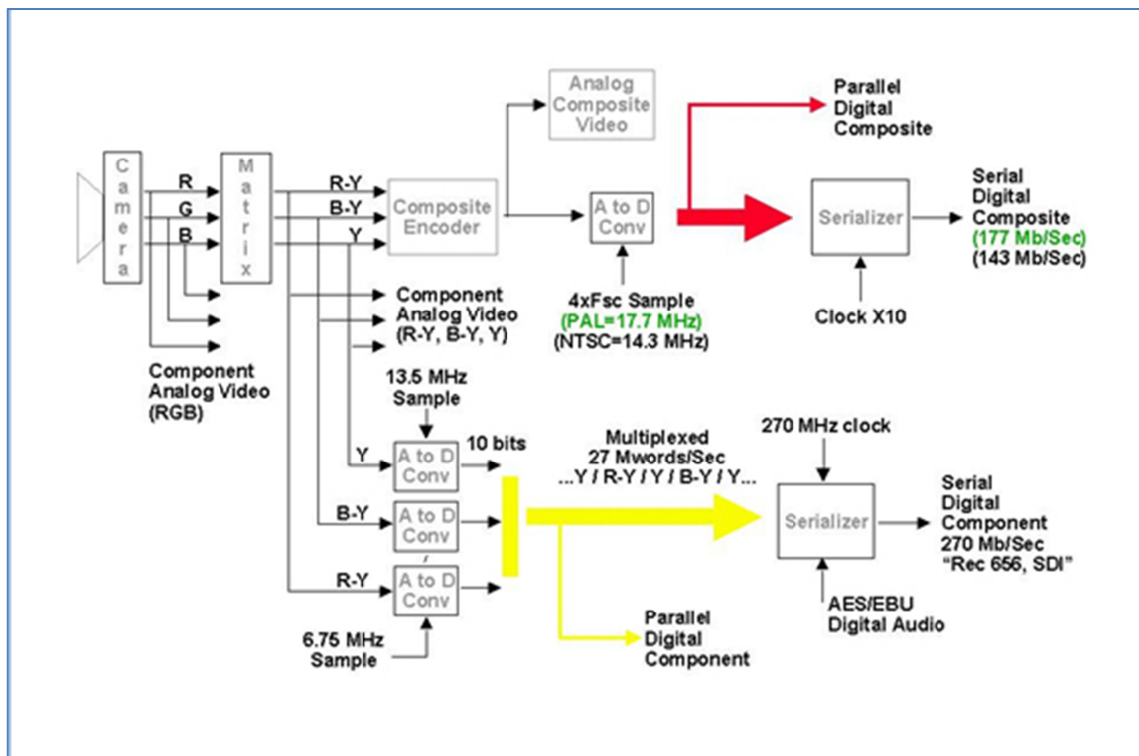 Analog
Composite
Video
Parallel
Digital
Composite
Camera
R
G
B
Matrix
R-Y
B-Y
Y
Composite
Encoder
A to D
Conv
Serializer
Serial
Digital
Composite
(177 Mb/Sec)
(143 Mb/Sec)
4xFsc Sample
(PAL=17.7 MHz)
(NTSC=14.3 MHz)
Clock X10
Component
Analog Video
(R-Y, B-Y, Y)
Component
Analog Video
(RGB)
13.5 MHz
Sample
Y
A to D
Conv
10 bits
B-Y
A to D
Conv
R-Y
A to D
Conv
6.75 MHz
Sample
Multiplexed
27 Mwords/Sec
...Y / R-Y / Y / B-Y / Y...
Parallel
Digital
Component
270 MHz clock
Serializer
AES/EBU
Digital Audio
Serial
Digital
Component
270 Mb/Sec
“Rec 656, SDI”